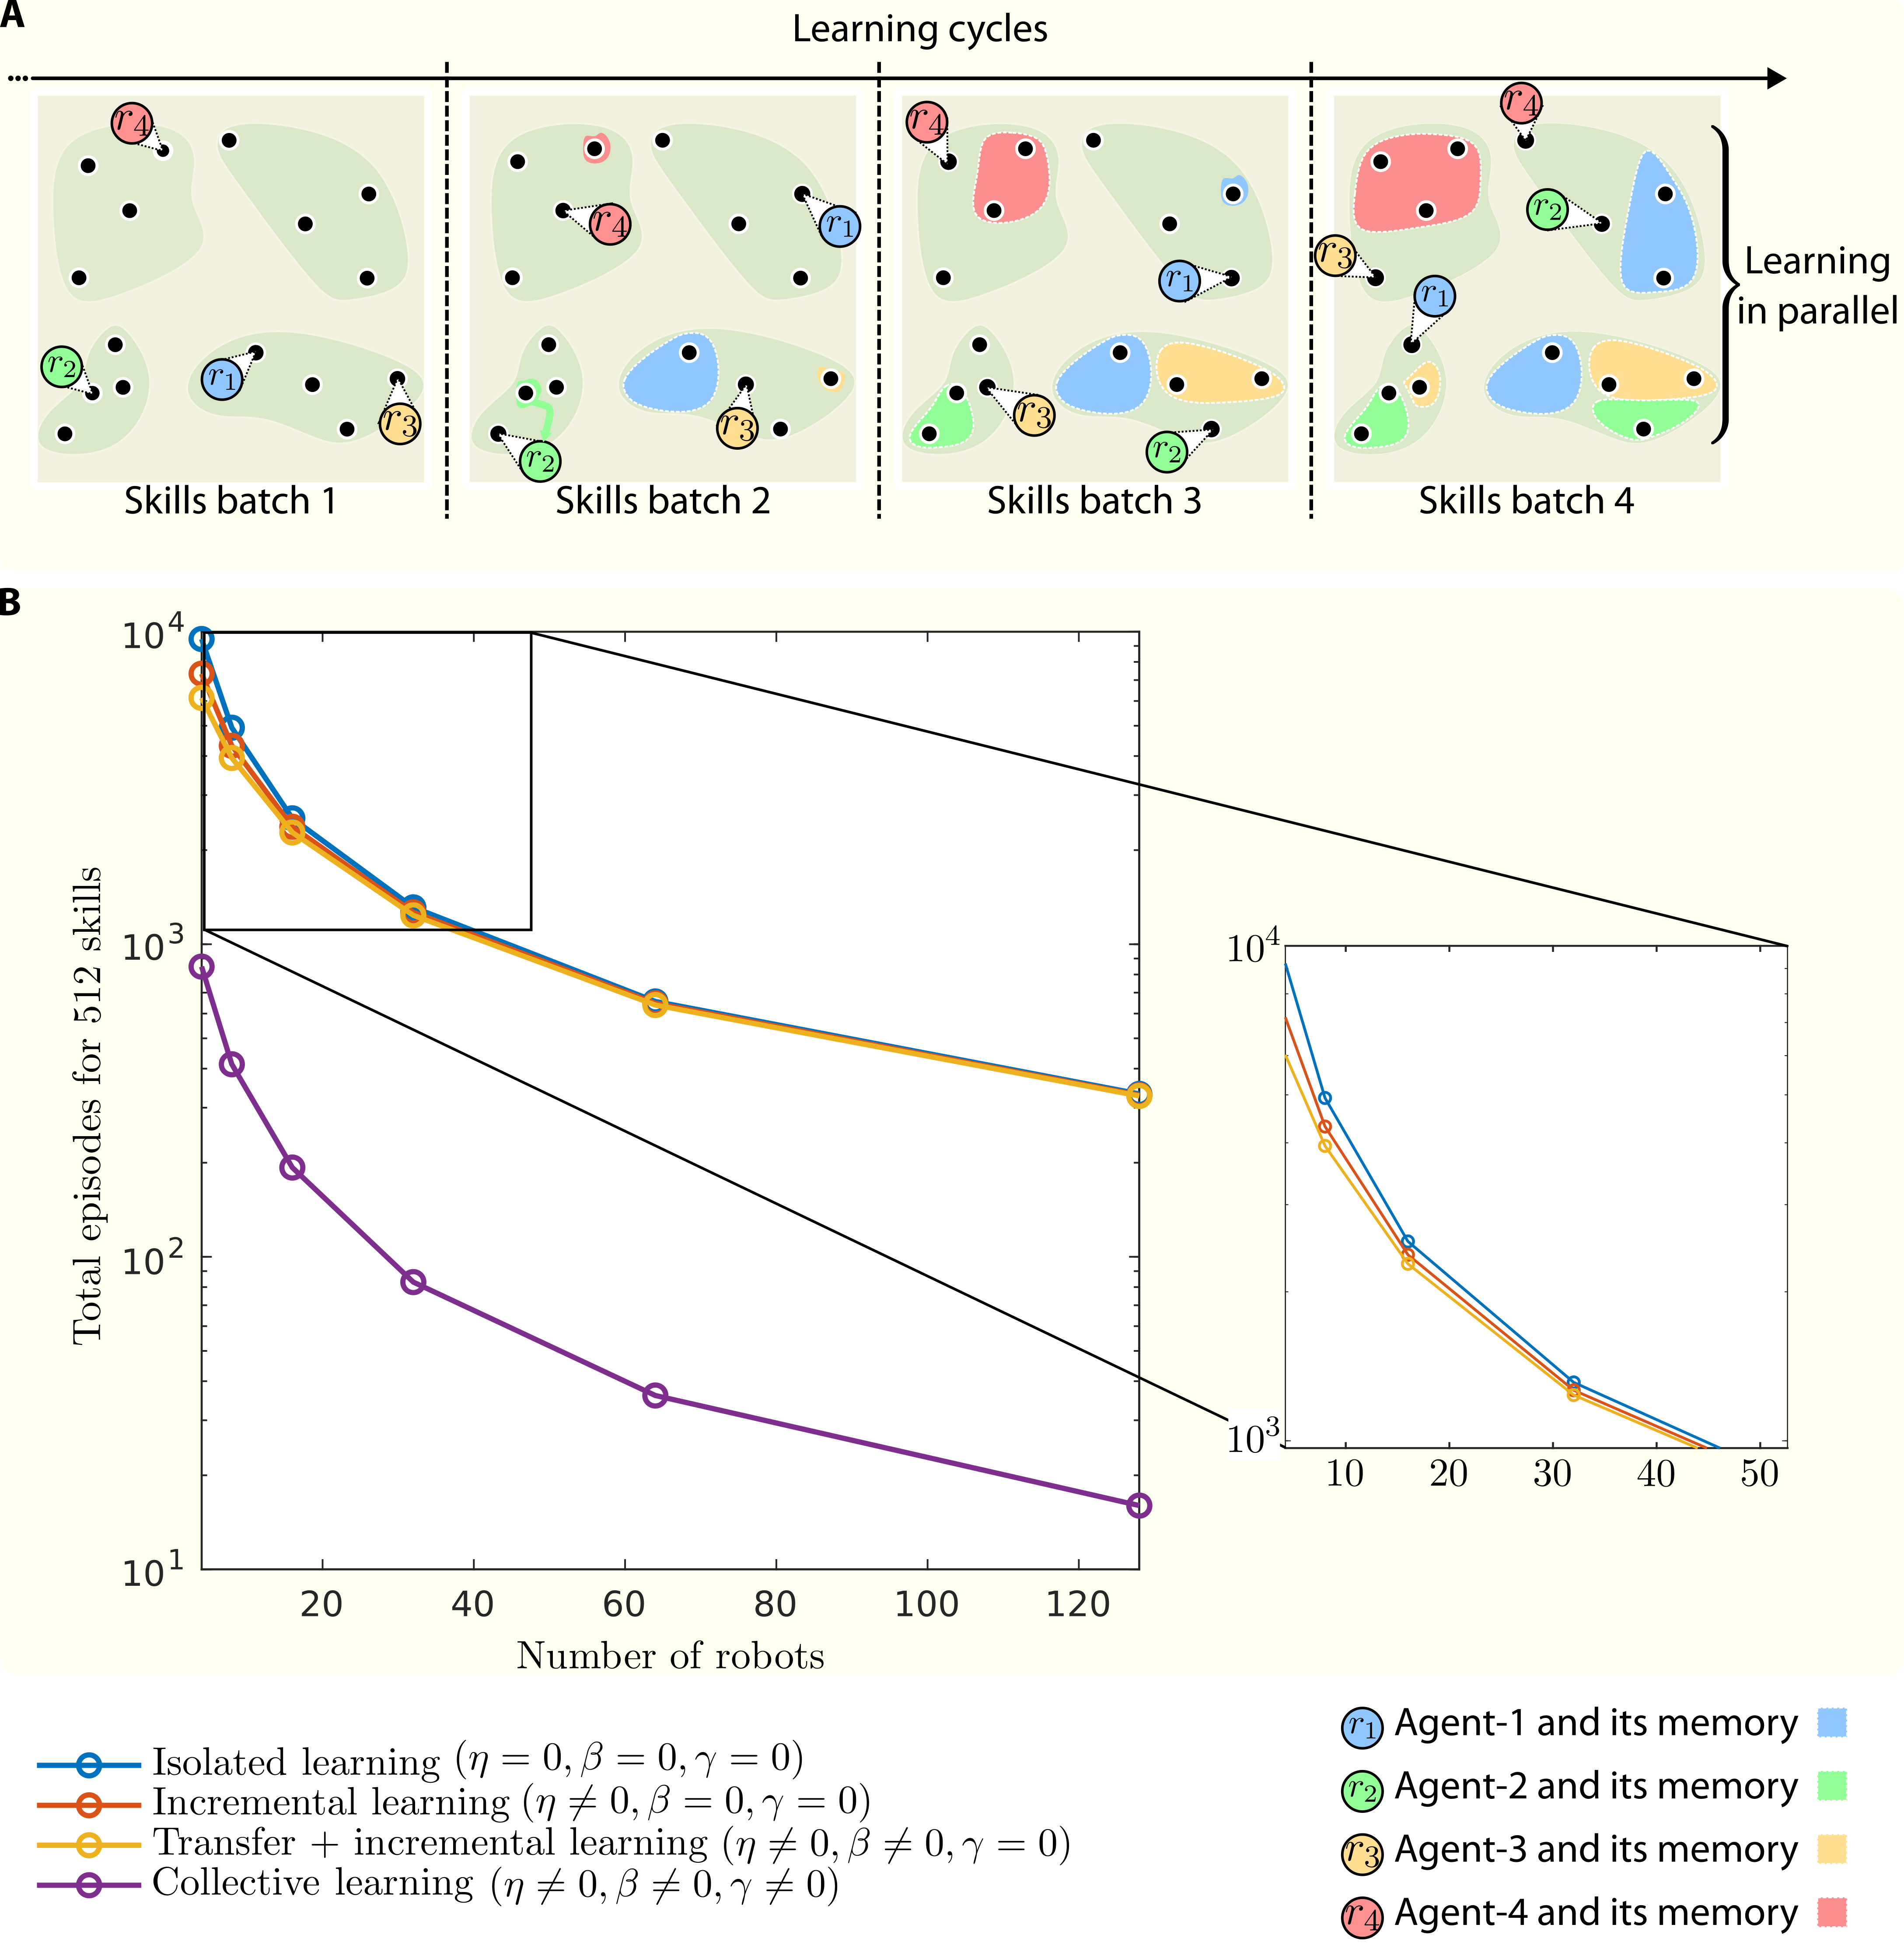 A
Learning cycles
...
r4
r2
r1
r3
Skills batch 1
r4
r1
r3
r2
Skills batch 2
r4
r1
r3
r2
Skills batch 3
r4
r2
r3
r1
Skills batch 4
Learning
in parallel
B
Total episodes for 512 skills
10^4
10^3
10^2
10^1
20 40 60 80 100 120
Number of robots
10^4
10^3
10 20 30 40 50
Isolated learning (η = 0, β = 0, γ = 0)
Incremental learning (η ≠ 0, β = 0, γ = 0)
Transfer + incremental learning (η ≠ 0, β ≠ 0, γ = 0)
Collective learning (η ≠ 0, β ≠ 0, γ ≠ 0)
r1 Agent-1 and its memory
r2 Agent-2 and its memory
r3 Agent-3 and its memory
r4 Agent-4 and its memory